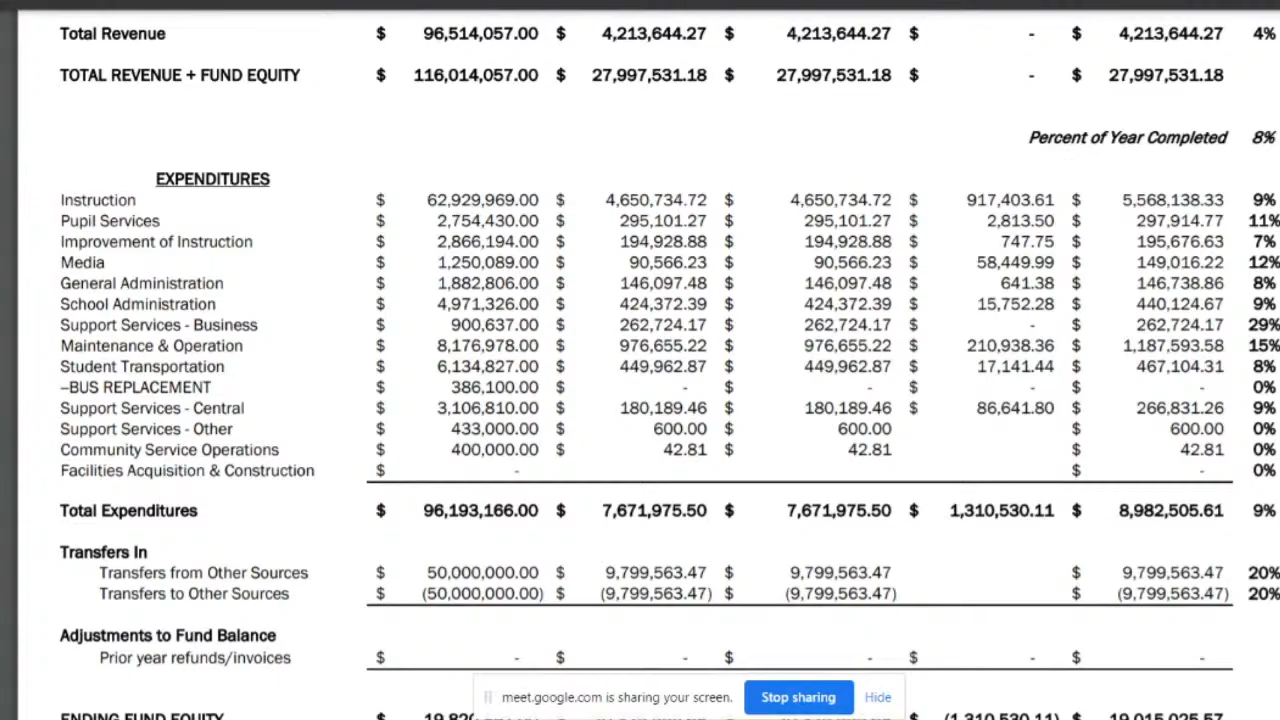 Total Revenue $ 96,514,057.00 $ 4,213,644.27 $ 4,213,644.27 $ - $ 4,213,644.27 4%
TOTAL REVENUE + FUND EQUITY $ 116,014,057.00 $ 27,997,531.18 $ 27,997,531.18 $ - $ 27,997,531.18
Percent of Year Completed 8%
EXPENDITURES
Instruction $ 62,929,969.00 $ 4,650,734.72 $ 4,650,734.72 $ 917,403.61 $ 5,568,138.33 9%
Pupil Services $ 2,754,430.00 $ 295,101.27 $ 295,101.27 $ 2,813.50 $ 297,914.77 11%
Improvement of Instruction $ 2,866,194.00 $ 194,928.88 $ 194,928.88 $ 747.75 $ 195,676.63 7%
Media $ 1,250,089.00 $ 90,566.23 $ 90,566.23 $ 58,449.99 $ 149,016.22 12%
General Administration $ 1,882,806.00 $ 146,097.48 $ 146,097.48 $ 641.38 $ 146,738.86 8%
School Administration $ 4,971,326.00 $ 424,372.39 $ 424,372.39 $ 15,752.28 $ 440,124.67 9%
Support Services - Business $ 900,637.00 $ 262,724.17 $ 262,724.17 $ - $ 262,724.17 29%
Maintenance & Operation $ 8,176,978.00 $ 976,655.22 $ 976,655.22 $ 210,938.36 $ 1,187,593.58 15%
Student Transportation $ 6,134,827.00 $ 449,962.87 $ 449,962.87 $ 17,141.44 $ 467,104.31 8%
–BUS REPLACEMENT $ 386,100.00 $ - $ - $ - $ - 0%
Support Services - Central $ 3,106,810.00 $ 180,189.46 $ 180,189.46 $ 86,641.80 $ 266,831.26 9%
Support Services - Other $ 433,000.00 $ 600.00 $ 600.00 $ 600.00 0%
Community Service Operations $ 400,000.00 $ 42.81 $ 42.81 $ 42.81 0%
Facilities Acquisition & Construction $ - $ - 0%
Total Expenditures $ 96,193,166.00 $ 7,671,975.50 $ 7,671,975.50 $ 1,310,530.11 $ 8,982,505.61 9%
Transfers In
Transfers from Other Sources $ 50,000,000.00 $ 9,799,563.47 $ 9,799,563.47 $ 9,799,563.47 20%
Transfers to Other Sources $ (50,000,000.00) $ (9,799,563.47) $ (9,799,563.47) $ (9,799,563.47) 20%
Adjustments to Fund Balance
Prior year refunds/invoices $ - $ - $ - $ - $ -
meet.google.com is sharing your screen. Stop sharing Hide
ENDING FUND EQUITY $ $ $ $ (1,310,530.11) $ 19,015,025.57